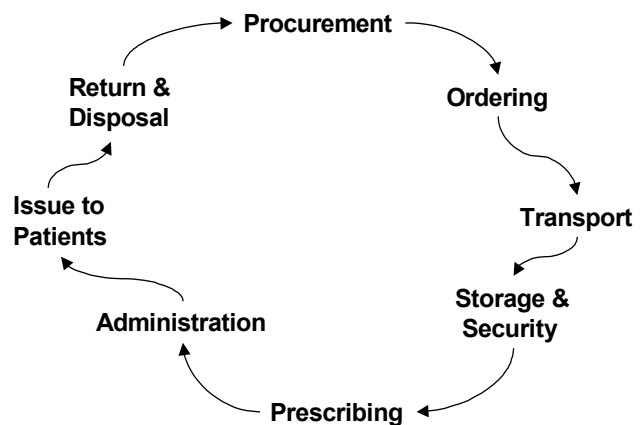 Procurement
Ordering
Transport
Storage &
Security
Prescribing
Administration
Issue to
Patients
Return &
Disposal